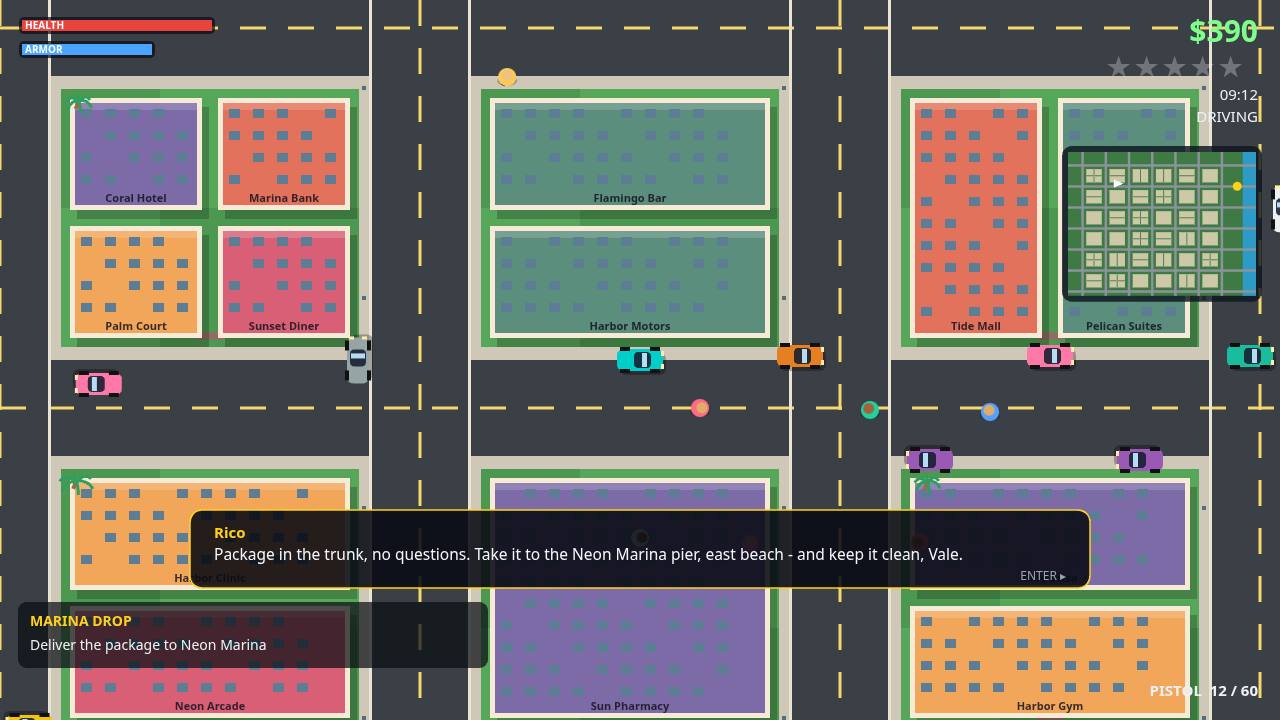 HEALTH
ARMOR
$390
09:12
DRIVING
Coral Hotel
Marina Bank
Flamingo Bar
Palm Court
Sunset Diner
Harbor Motors
Tide Mall
Pelican Suites
Rico
Package in the trunk, no questions. Take it to the Neon Marina pier, east beach - and keep it clean, Vale.
ENTER ▸
Harbor Clinic
MARINA DROP
Deliver the package to Neon Marina
Neon Arcade
Sun Pharmacy
Harbor Gym
PISTOL 12 / 60